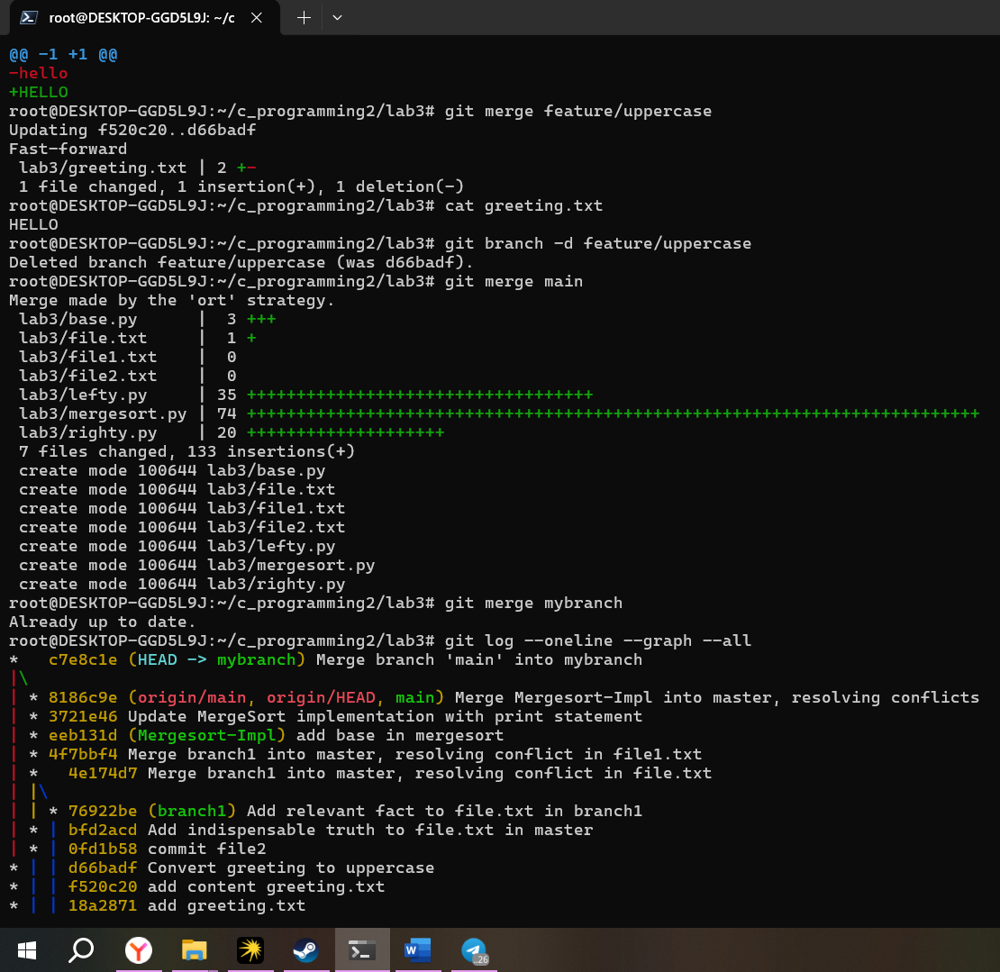 root@DESKTOP-GGD5L9J: ~/c
@@ -1 +1 @@
-hello
+HELLO
root@DESKTOP-GGD5L9J:~/c_programming2/lab3# git merge feature/uppercase
Updating f520c20..d66badf
Fast-forward
 lab3/greeting.txt | 2 +-
 1 file changed, 1 insertion(+), 1 deletion(-)
root@DESKTOP-GGD5L9J:~/c_programming2/lab3# cat greeting.txt
HELLO
root@DESKTOP-GGD5L9J:~/c_programming2/lab3# git branch -d feature/uppercase
Deleted branch feature/uppercase (was d66badf).
root@DESKTOP-GGD5L9J:~/c_programming2/lab3# git merge main
Merge made by the 'ort' strategy.
 lab3/base.py      |  3 +++
 lab3/file.txt     |  1 +
 lab3/file1.txt    |  0
 lab3/file2.txt    |  0
 lab3/lefty.py     | 35 +++++++++++++++++++++++++++++++++++
 lab3/mergesort.py | 74 ++++++++++++++++++++++++++++++++++++++++++++++++++++++++++++++++++++++++++
 lab3/righty.py    | 20 ++++++++++++++++++++
 7 files changed, 133 insertions(+)
 create mode 100644 lab3/base.py
 create mode 100644 lab3/file.txt
 create mode 100644 lab3/file1.txt
 create mode 100644 lab3/file2.txt
 create mode 100644 lab3/lefty.py
 create mode 100644 lab3/mergesort.py
 create mode 100644 lab3/righty.py
root@DESKTOP-GGD5L9J:~/c_programming2/lab3# git merge mybranch
Already up to date.
root@DESKTOP-GGD5L9J:~/c_programming2/lab3# git log --oneline --graph --all
*   c7e8c1e (HEAD -> mybranch) Merge branch 'main' into mybranch
|\
| * 8186c9e (origin/main, origin/HEAD, main) Merge Mergesort-Impl into master, resolving conflicts
| * 3721e46 Update MergeSort implementation with print statement
| * eeb131d (Mergesort-Impl) add base in mergesort
| * 4f7bbf4 Merge branch1 into master, resolving conflict in file1.txt
| *   4e174d7 Merge branch1 into master, resolving conflict in file.txt
| |\
| | * 76922be (branch1) Add relevant fact to file.txt in branch1
| * | bfd2acd Add indispensable truth to file.txt in master
| * | 0fd1b58 commit file2
* | | d66badf Convert greeting to uppercase
* | | f520c20 add content greeting.txt
* | | 18a2871 add greeting.txt
W
..26